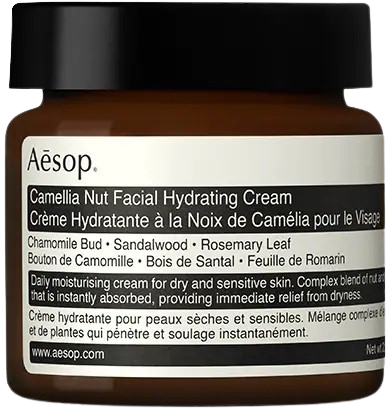 Aēsop.
Camellia Nut Facial Hydrating Cream
Crème Hydratante à la Noix de Camélia pour le Visage
Chamomile Bud • Sandalwood • Rosemary Leaf
Bouton de Camomille • Bois de Santal • Feuille de Romarin
Daily moisturising cream for dry and sensitive skin. Complex blend of nut and
that is instantly absorbed, providing immediate relief from dryness.
Crème hydratante pour peaux sèches et sensibles. Mélange complexe
et de plantes qui pénètre et soulage instantanément.
www.aesop.com
Net wt